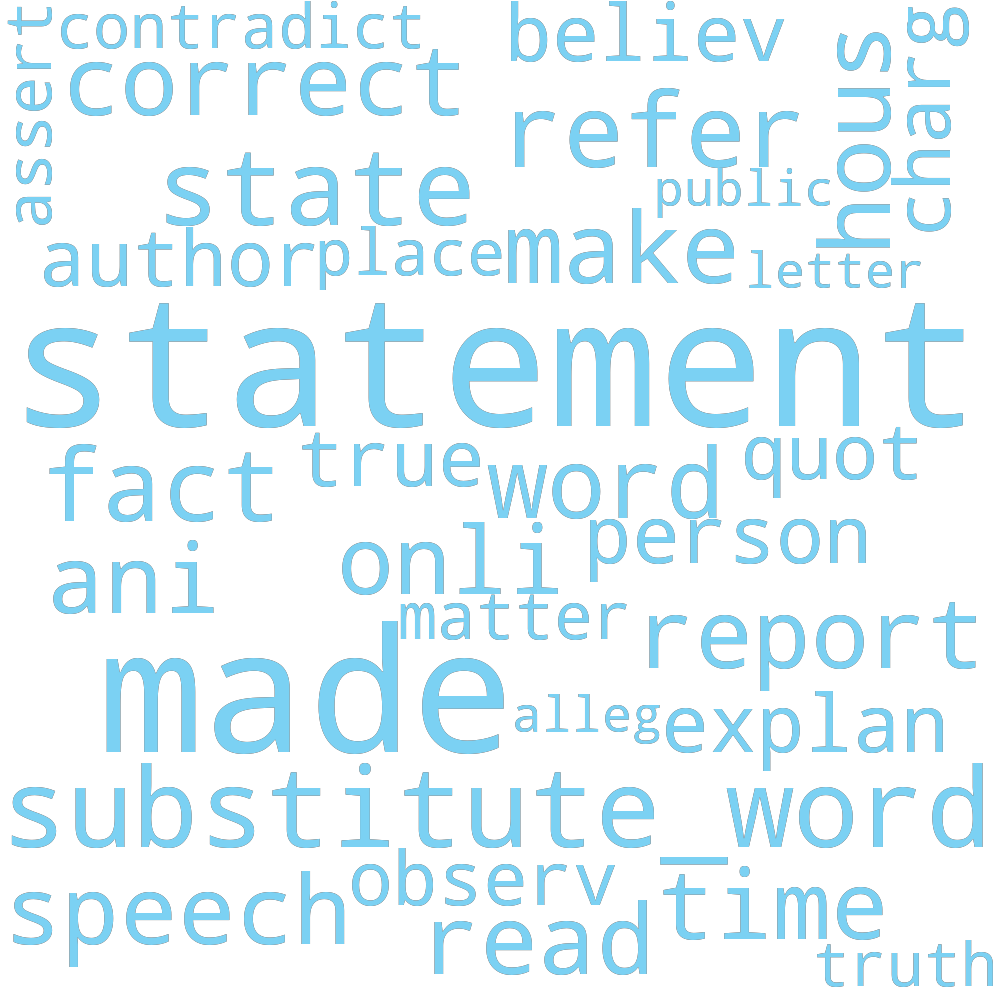 contradict
believ
assert
correct
hous
charg
refer
state
public
author
place
make
letter
statement
fact
true
word
quot
person
ani
onli
matter
report
made
alleg
explan
substitute_word
speech
observ
read
time
truth